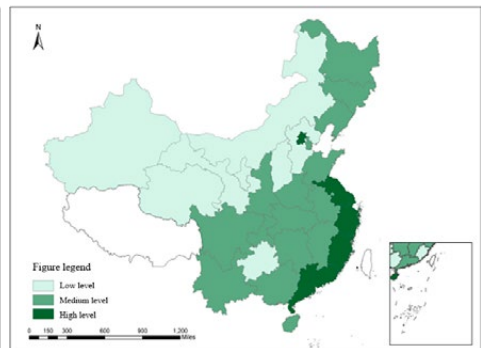 N
Figure legend
Low level
Medium level
High level
0 150 300 600 900 1,200
Miles